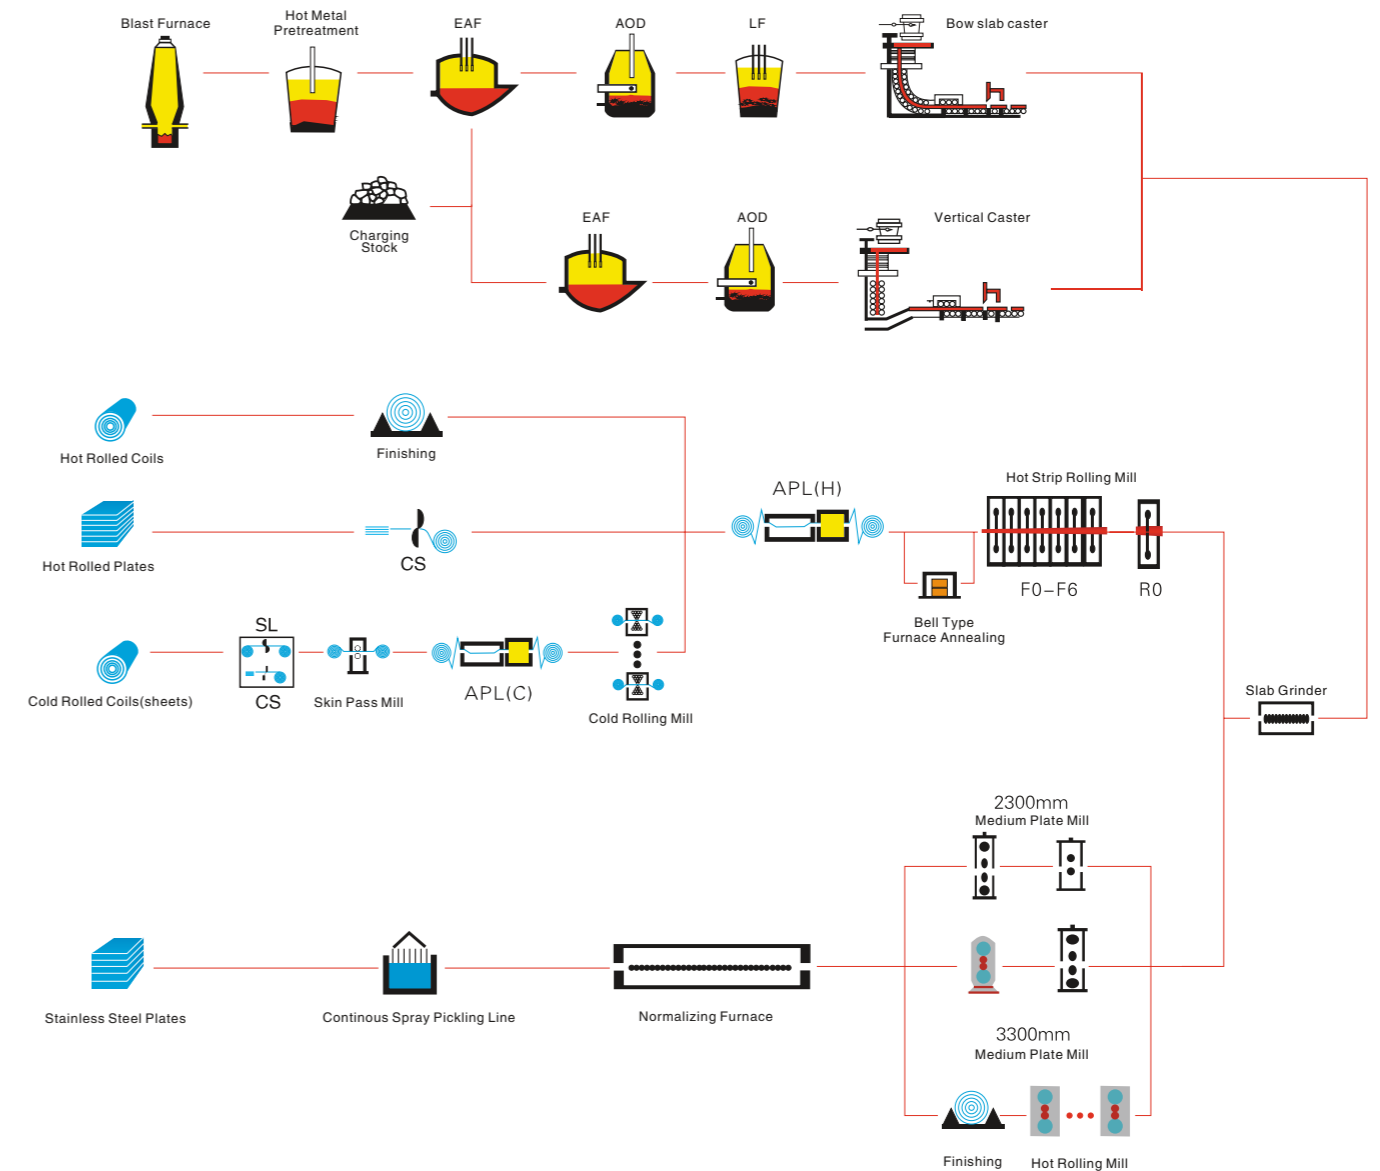 Blast Furnace
Hot Metal
Pretreatment
EAF
AOD
LF
Bow slab caster
Charging
Stock
EAF
AOD
Vertical Caster
Hot Rolled Coils
Finishing
Hot Rolled Plates
CS
APL(H)
Hot Strip Rolling Mill
F0-F6
R0
Bell Type
Furnace Annealing
Cold Rolled Coils(sheets)
SL
CS
Skin Pass Mill
APL(C)
Cold Rolling Mill
Slab Grinder
2300mm
Medium Plate Mill
Stainless Steel Plates
Continous Spray Pickling Line
Normalizing Furnace
3300mm
Medium Plate Mill
Finishing
Hot Rolling Mill